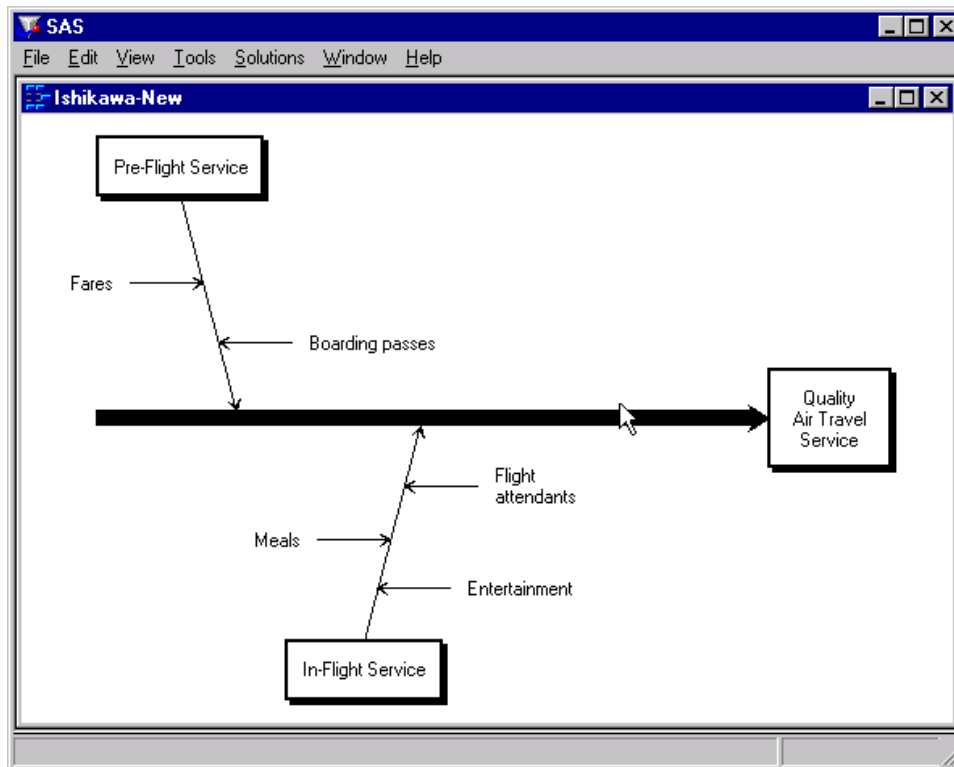 SAS
File Edit View Tools Solutions Window Help
Ishikawa-New
Pre-Flight Service
Fares
Boarding passes
Quality
Air Travel
Service
Flight
attendants
Meals
Entertainment
In-Flight Service